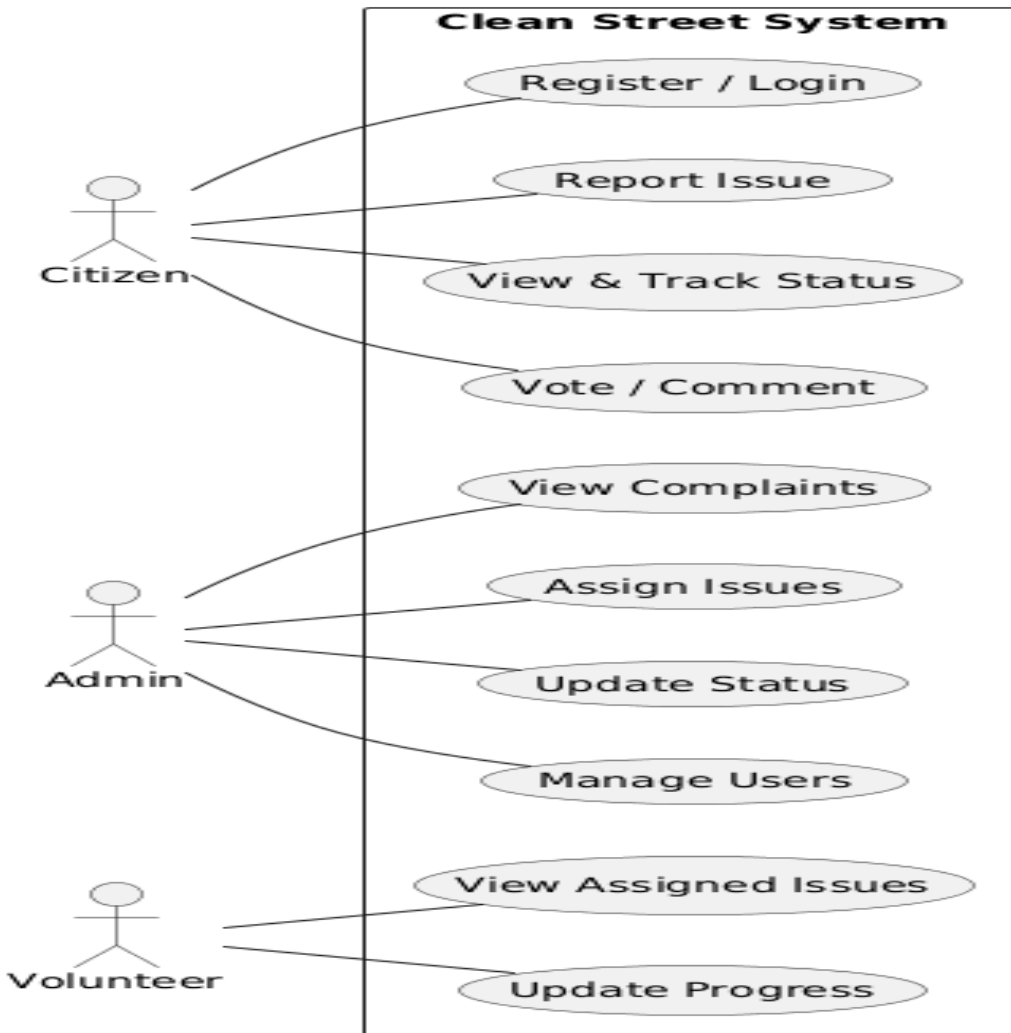 Clean Street System
Register / Login
Report Issue
Citizen
View & Track Status
Vote / Comment
View Complaints
Assign Issues
Admin
Update Status
Manage Users
View Assigned Issues
Volunteer
Update Progress